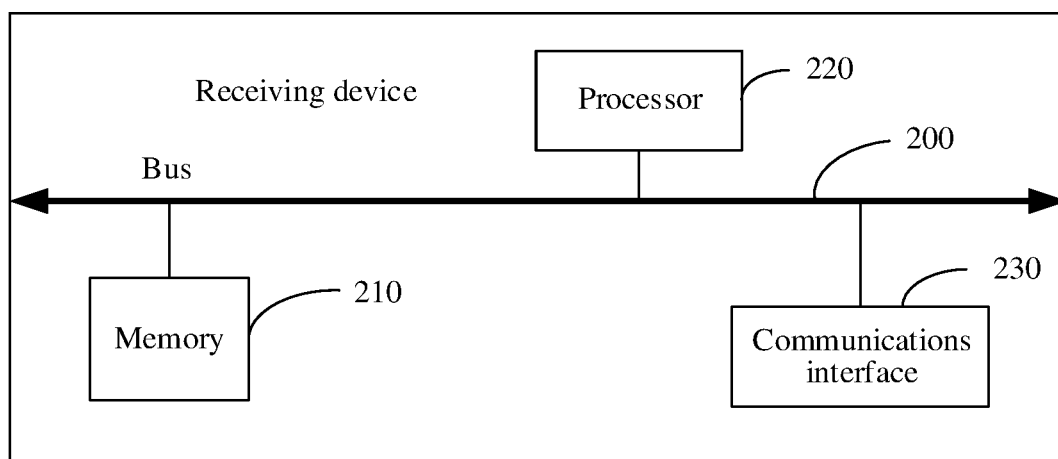 Receiving device
Processor
220
Bus
200
Memory
210
Communications
interface
230